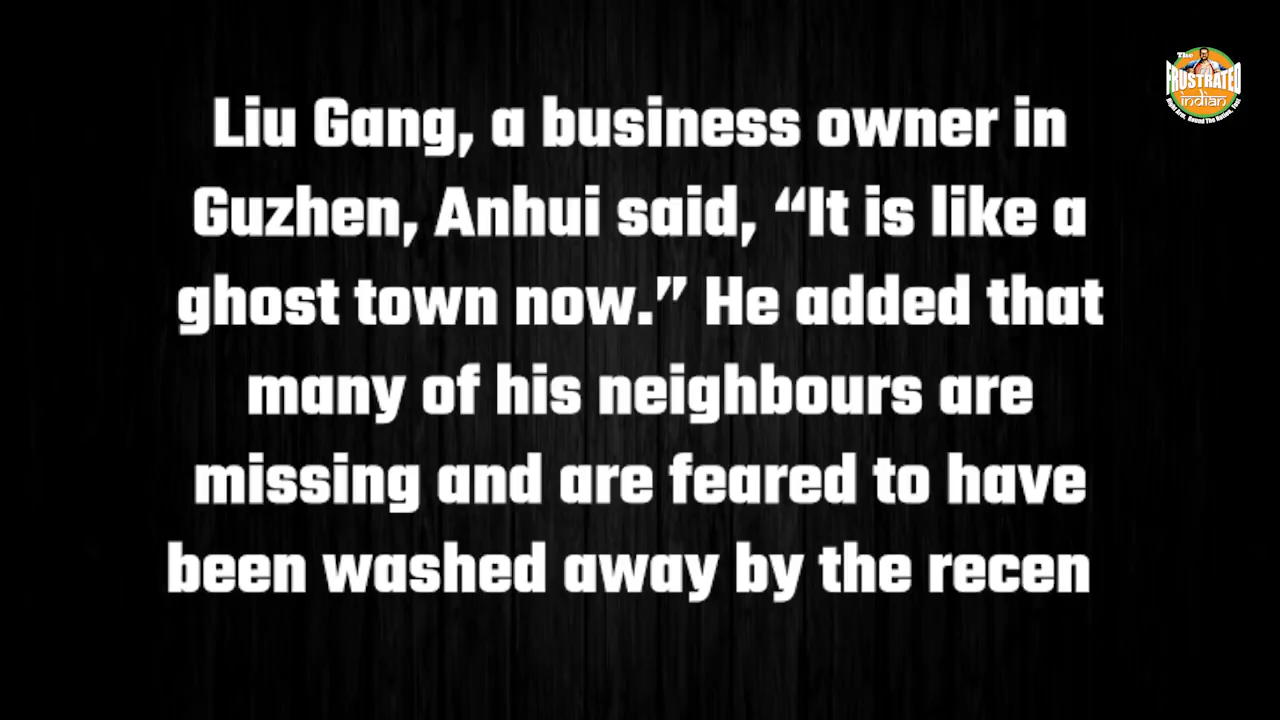 Liu Gang, a business owner in
Guzhen, Anhui said, “It is like a
ghost town now.” He added that
many of his neighbours are
missing and are feared to have
been washed away by the recen
The
FRUSTRATED
indian